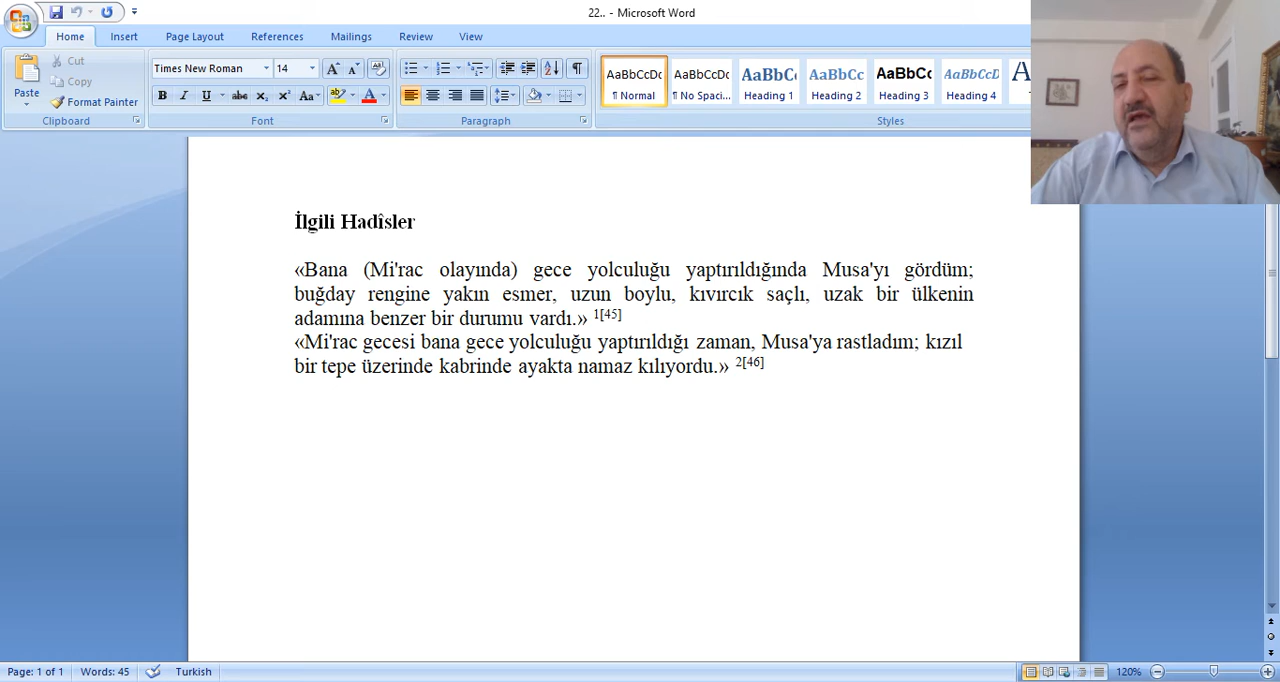 22.. - Microsoft Word
Home Insert Page Layout References Mailings Review View
Paste
Cut
Copy
Format Painter
Clipboard
Times New Roman 14
Font
Paragraph
AaBbCcDc AaBbCcDc AaBbC AaBbCc AaBbCc AaBbCcD
¶ Normal ¶ No Spaci... Heading 1 Heading 2 Heading 3 Heading 4
Styles
İlgili Hadîsler
«Bana (Mi'rac olayında) gece yolculuğu yaptırıldığında Musa'yı gördüm;
buğday rengine yakın esmer, uzun boylu, kıvırcık saçlı, uzak bir ülkenin
adamına benzer bir durumu vardı.» 1[45]
«Mi'rac gecesi bana gece yolculuğu yaptırıldığı zaman, Musa'ya rastladım; kızıl
bir tepe üzerinde kabrinde ayakta namaz kılıyordu.» 2[46]
Page: 1 of 1 Words: 45 Turkish 120%